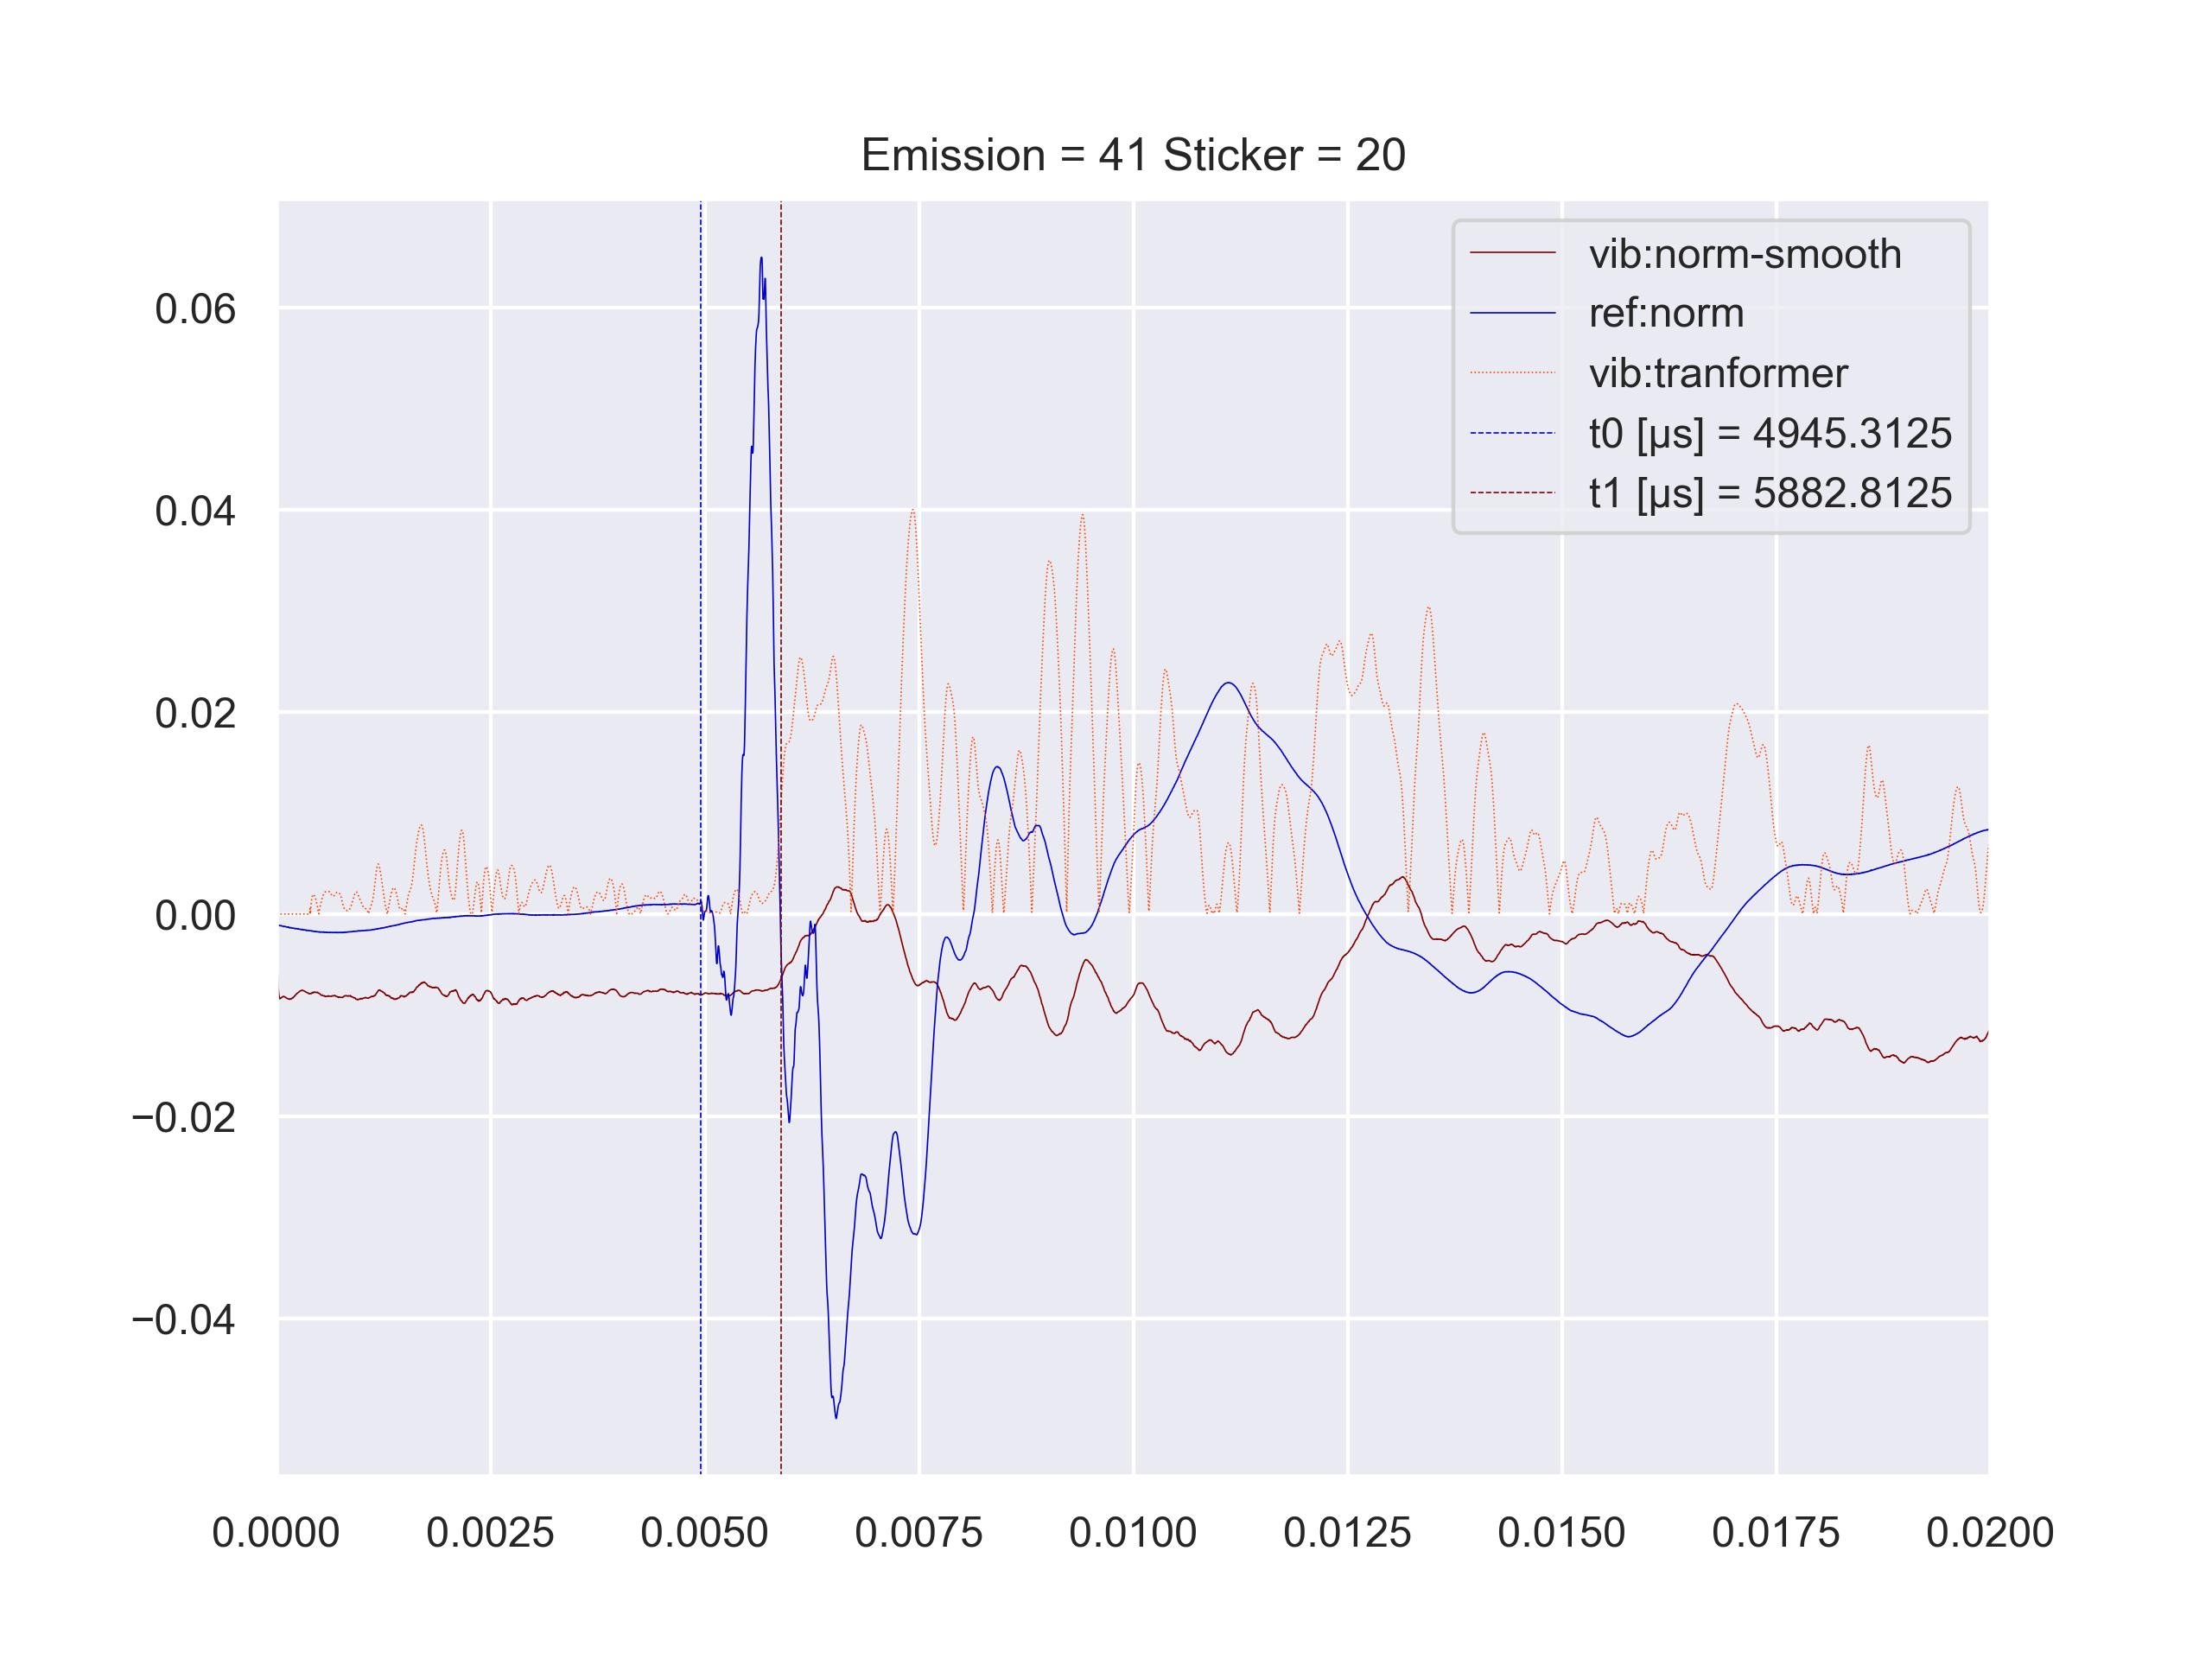 Emission = 41 Sticker = 20
vib:norm-smooth
ref:norm
vib:tranformer
t0 [µs] = 4945.3125
t1 [µs] = 5882.8125
0.06
0.04
0.02
0.00
−0.02
−0.04
0.0000 0.0025 0.0050 0.0075 0.0100 0.0125 0.0150 0.0175 0.0200